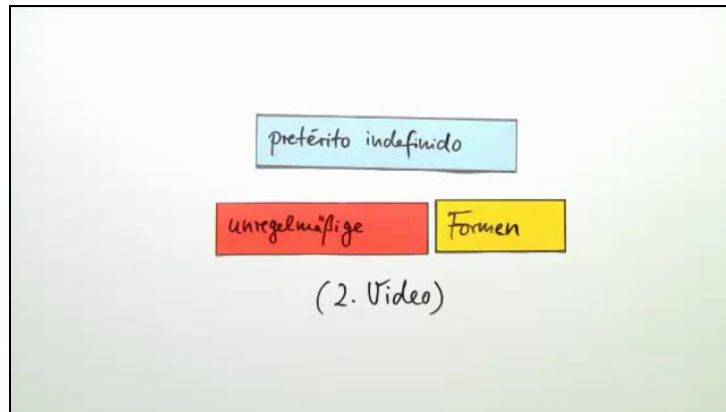 pretérito indefinido
unregelmäßige Formen
(2. Video)